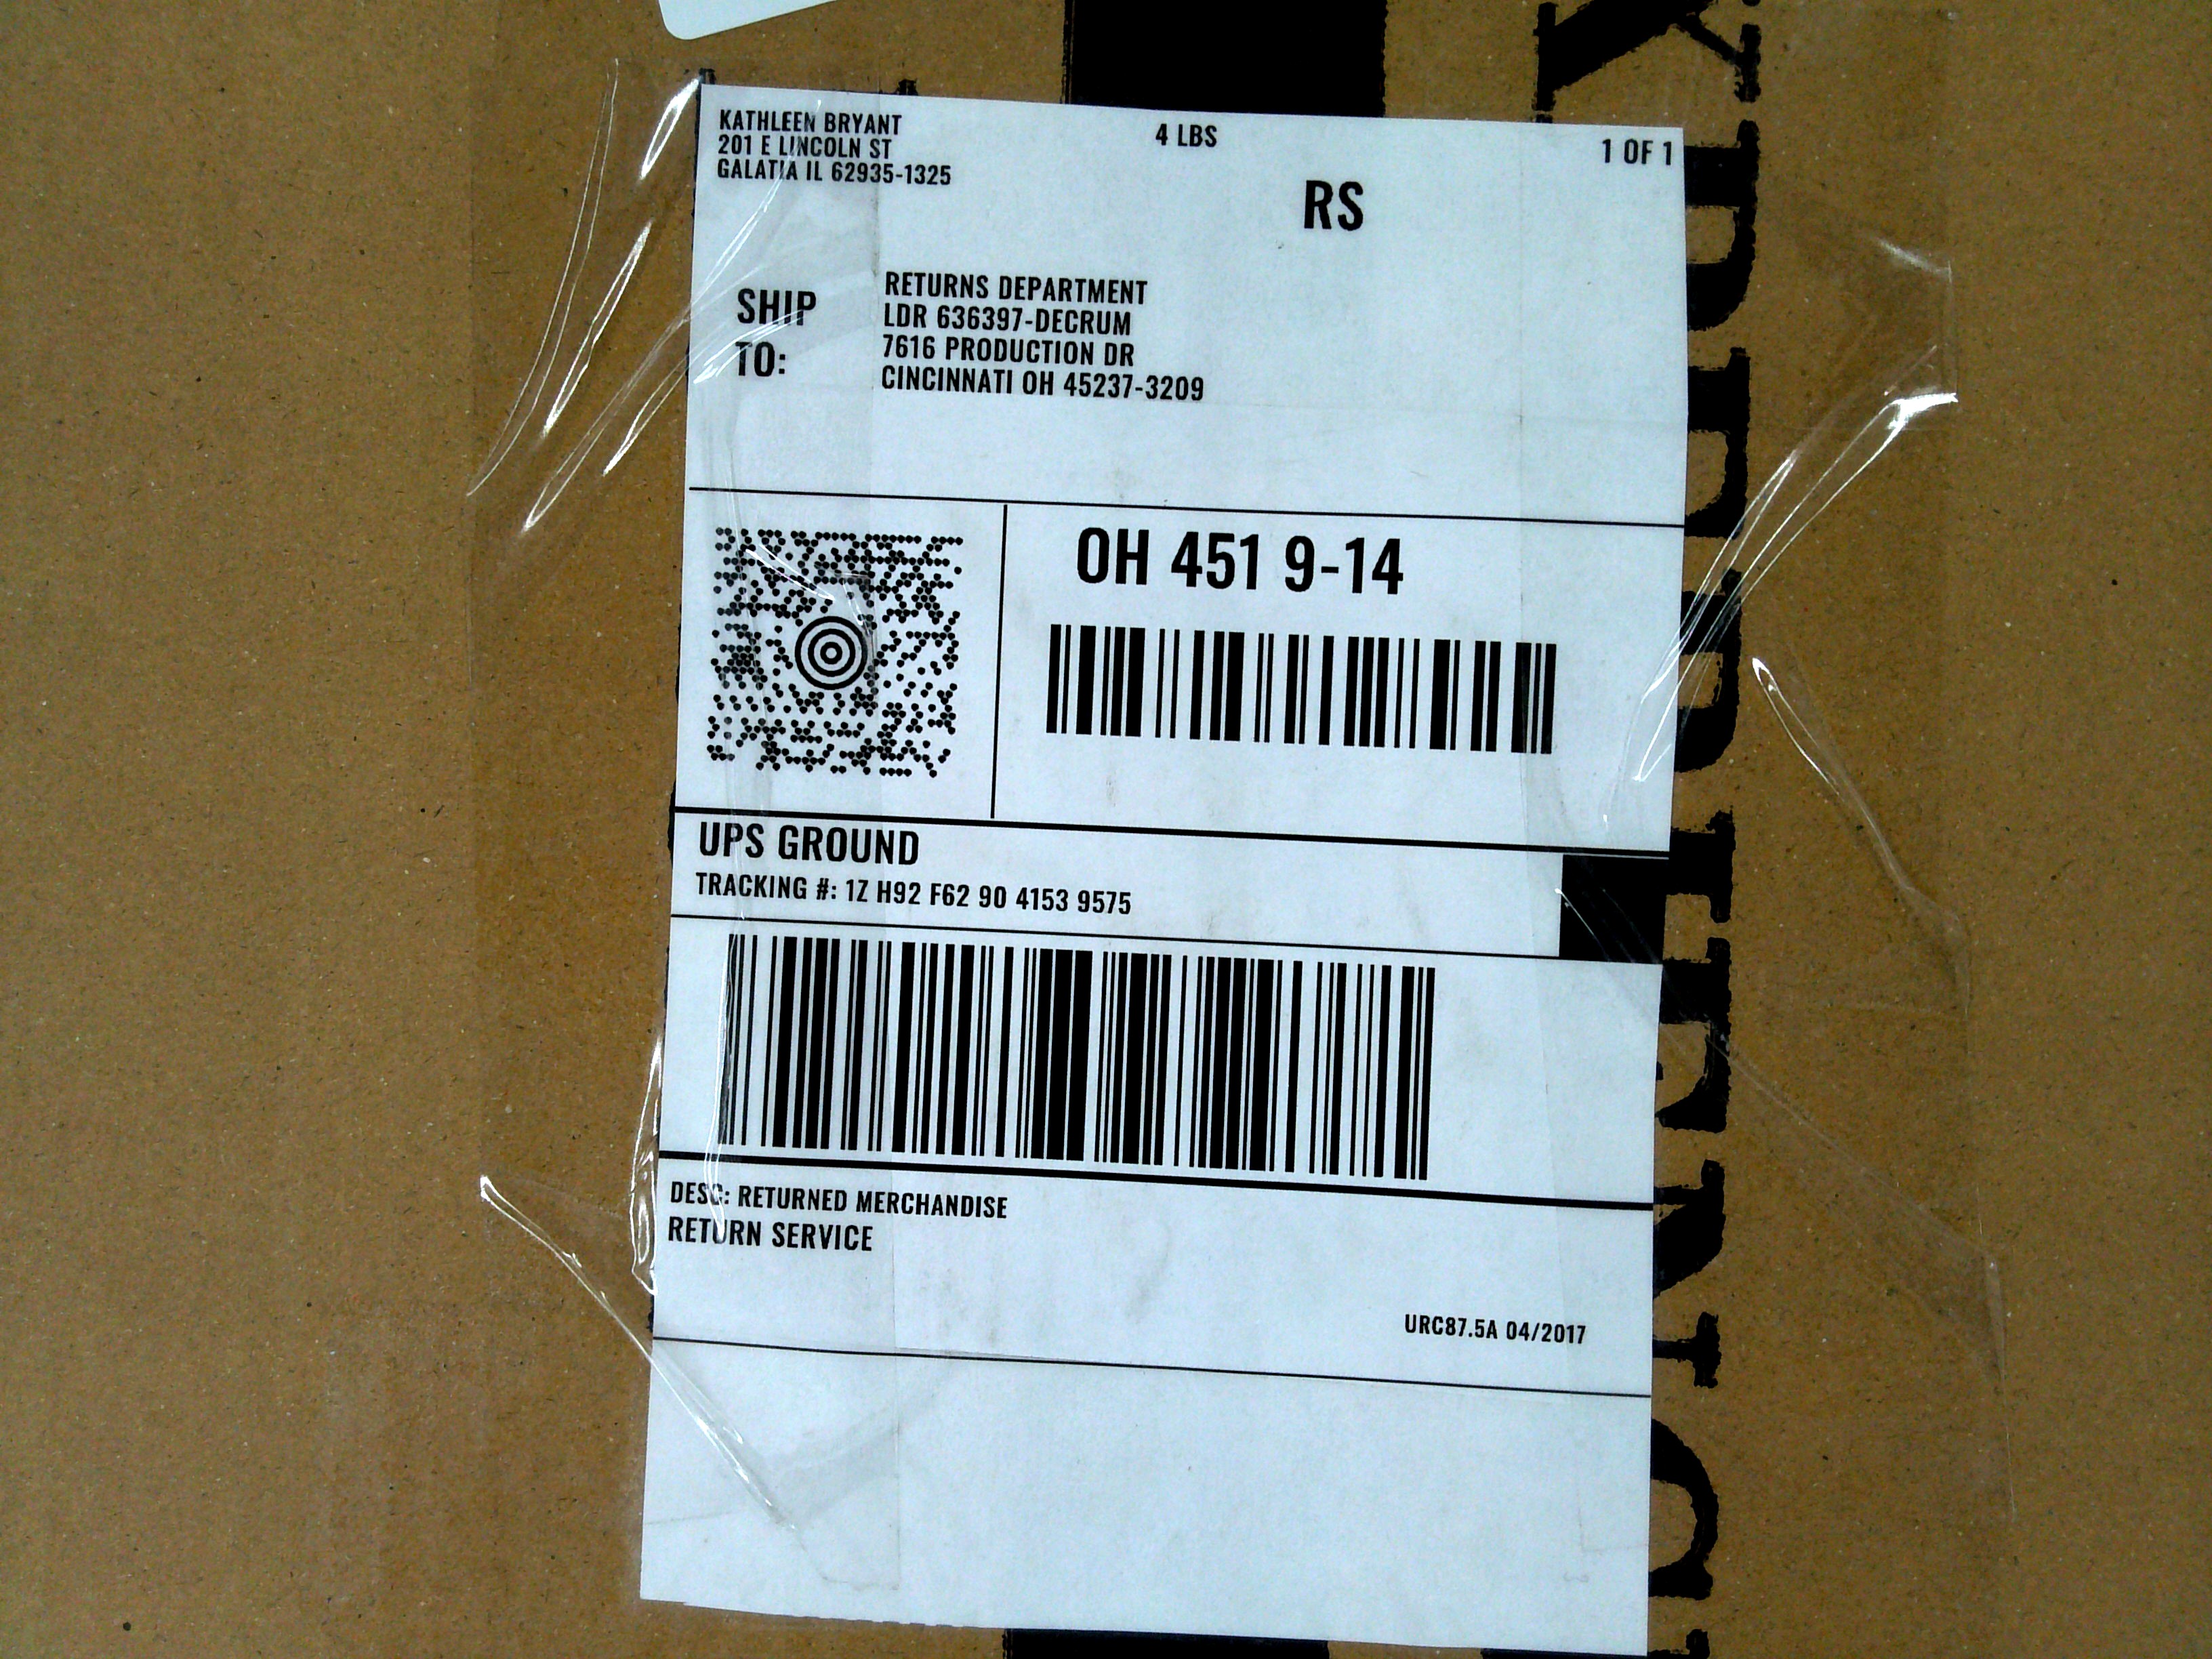 KATHLEEN BRYANT
201 E LINCOLN ST
GALATIA IL 62935-1325
4 LBS
1 OF 1
RS
SHIP TO:
RETURNS DEPARTMENT
LDR 636397-DECRUM
7616 PRODUCTION DR
CINCINNATI OH 45237-3209
OH 451 9-14
UPS GROUND
TRACKING #: 1Z H92 F62 90 4153 9575
DESC: RETURNED MERCHANDISE
RETURN SERVICE
URC87.5A 04/2017